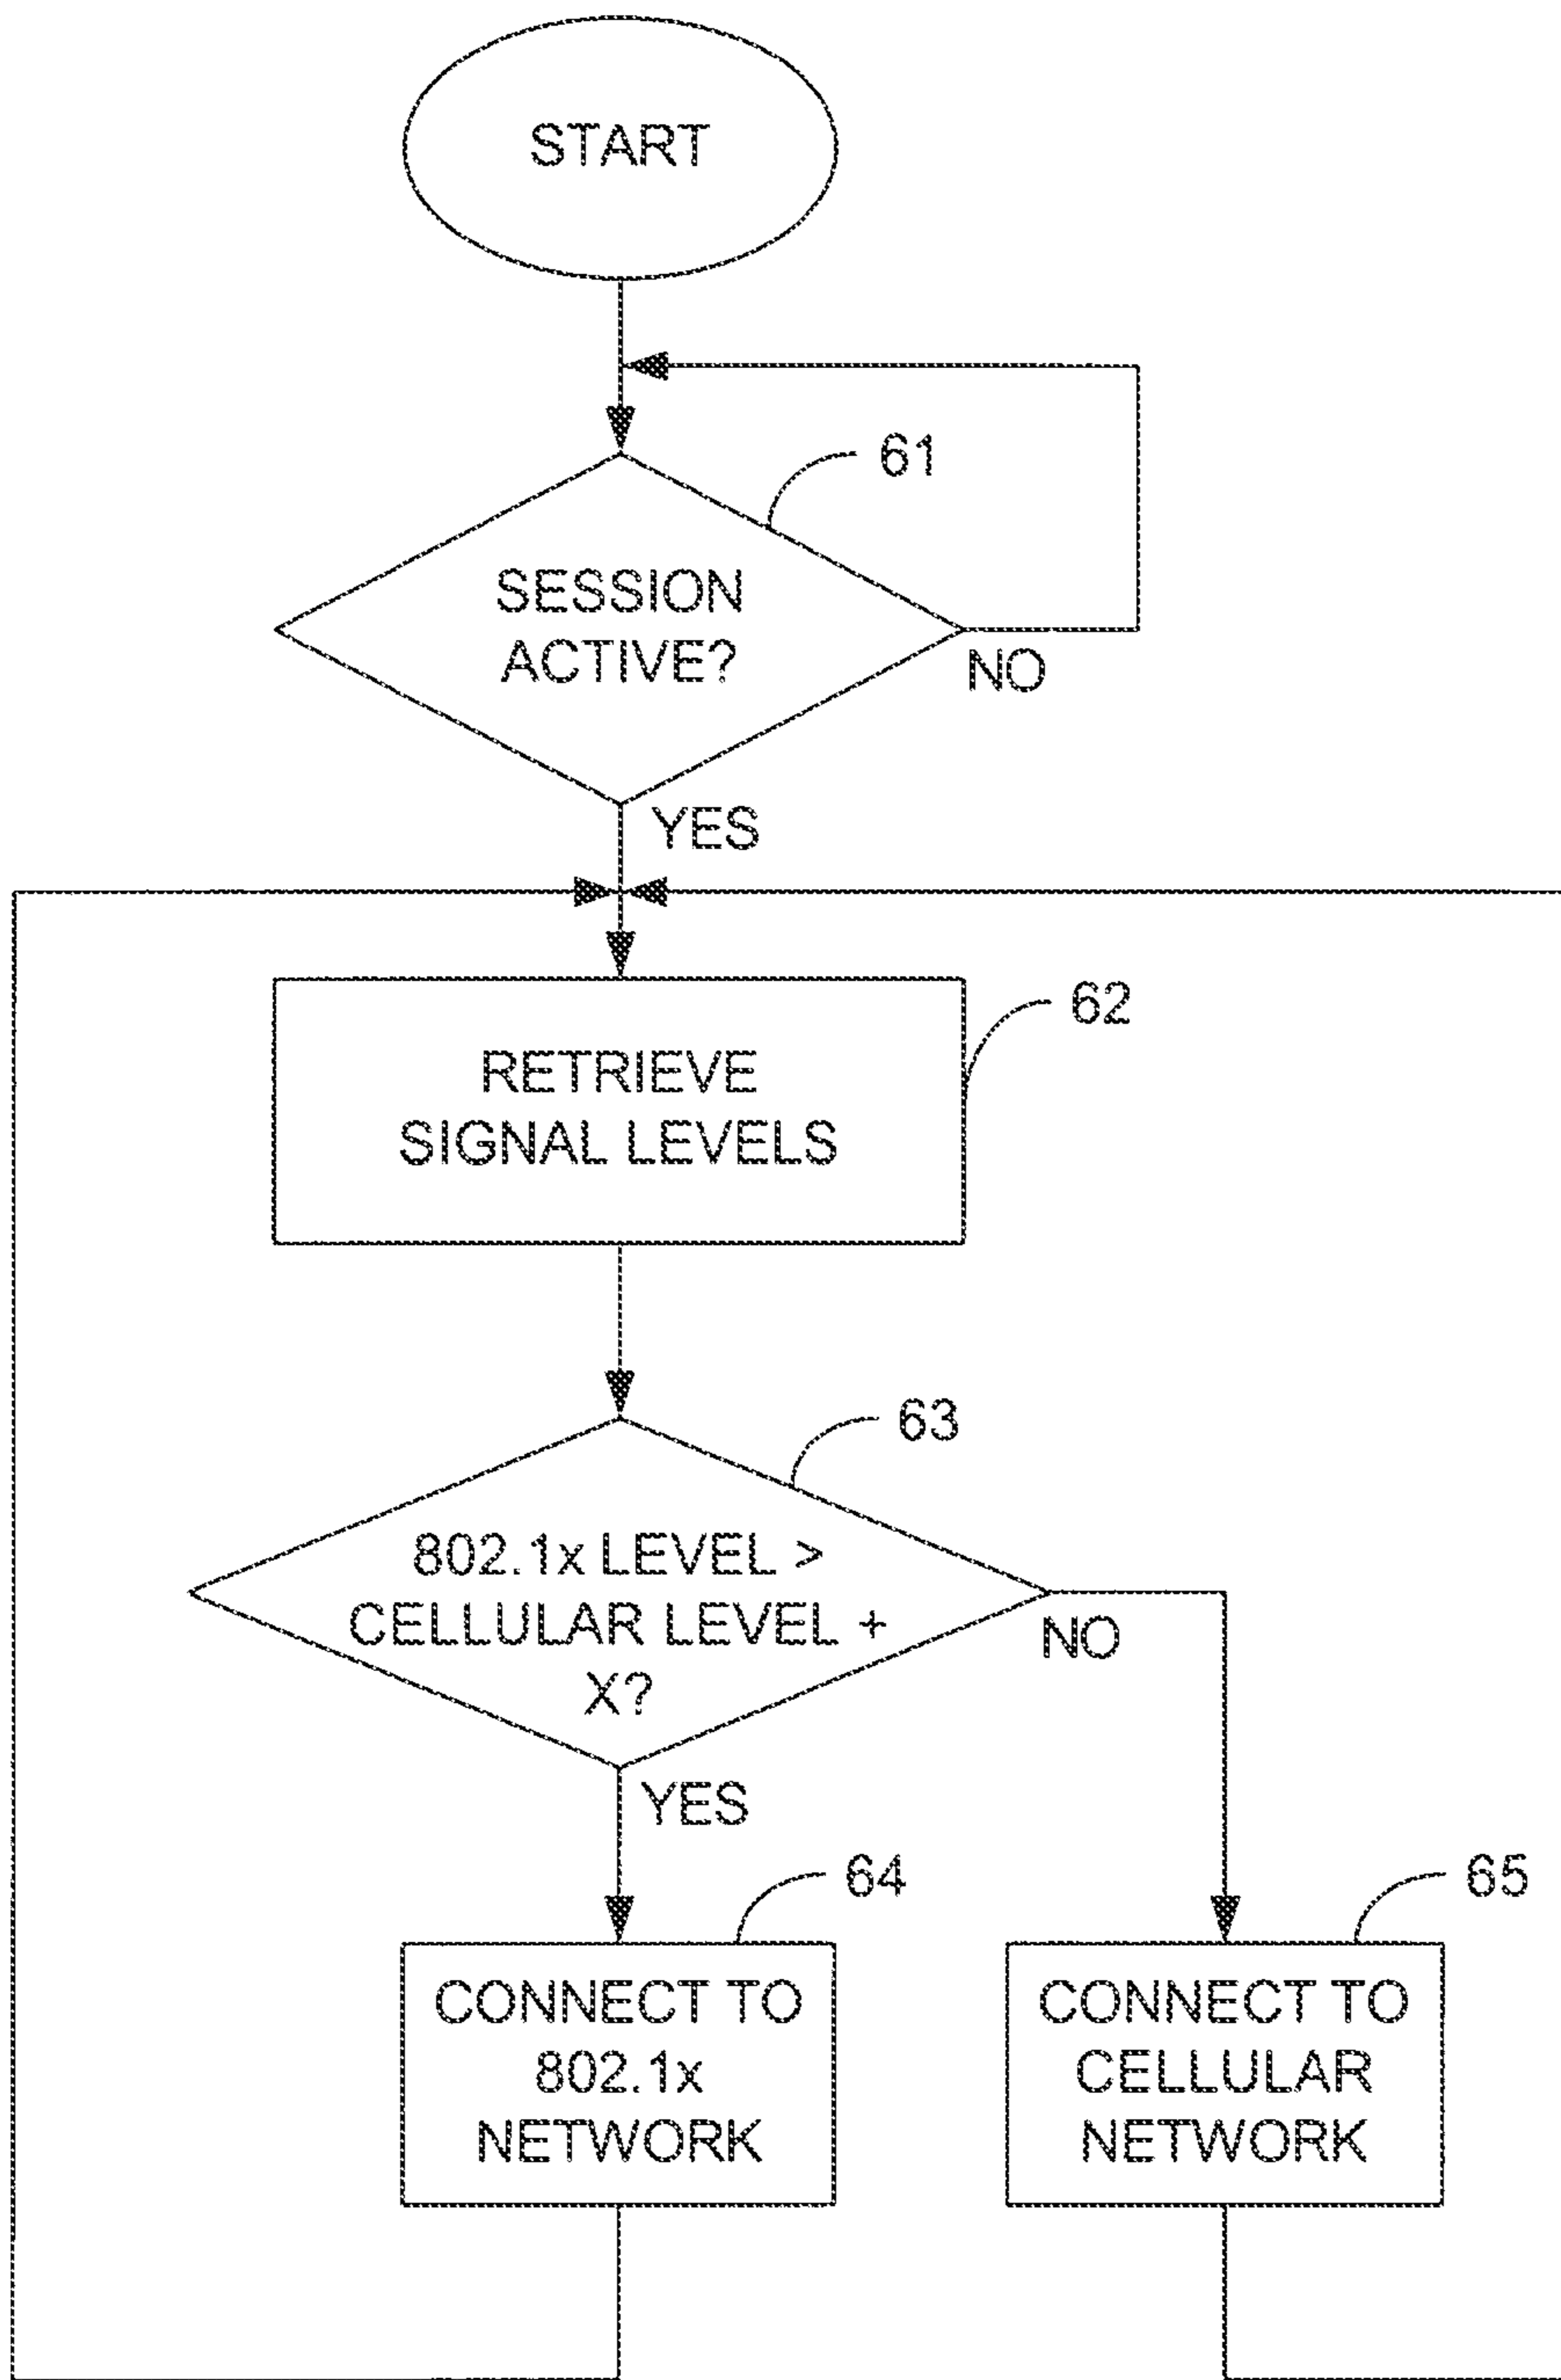 START
61
SESSION
ACTIVE?
NO
YES
62
RETRIEVE
SIGNAL LEVELS
63
802.1x LEVEL >
CELLULAR LEVEL +
X?
NO
YES
64
65
CONNECT TO
802.1x
NETWORK
CONNECT TO
CELLULAR
NETWORK